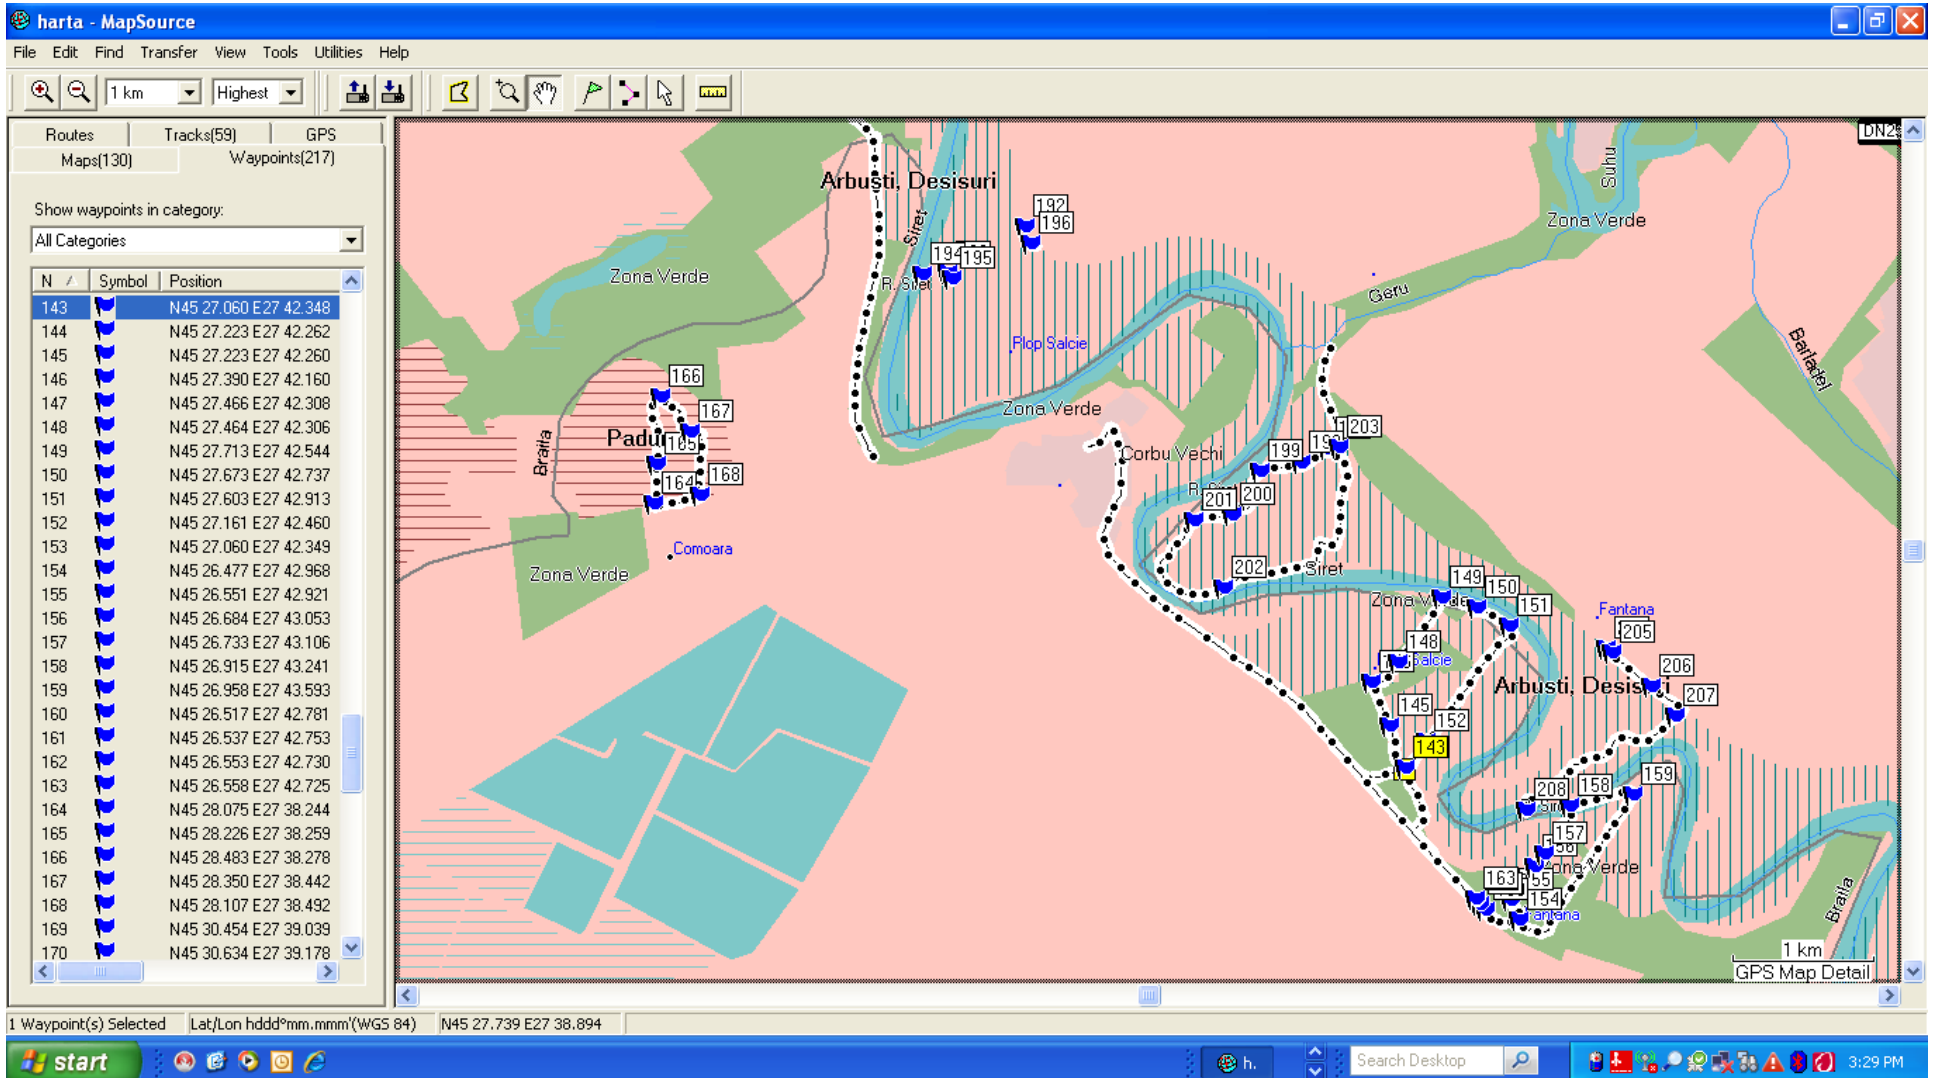 harta - MapSource
File Edit Find Transfer View Tools Utilities Help
1 km Highest
Routes Tracks(59) GPS
Maps(130) Waypoints(217)
Show waypoints in category:
All Categories
N Symbol Position
143 N45 27.060 E27 42.348
144 N45 27.223 E27 42.262
145 N45 27.223 E27 42.260
146 N45 27.390 E27 42.160
147 N45 27.466 E27 42.308
148 N45 27.464 E27 42.306
149 N45 27.713 E27 42.544
150 N45 27.673 E27 42.737
151 N45 27.603 E27 42.913
152 N45 27.161 E27 42.460
153 N45 27.060 E27 42.349
154 N45 26.477 E27 42.968
155 N45 26.551 E27 42.921
156 N45 26.684 E27 43.053
157 N45 26.733 E27 43.106
158 N45 26.915 E27 43.241
159 N45 26.958 E27 43.593
160 N45 26.517 E27 42.781
161 N45 26.537 E27 42.753
162 N45 26.553 E27 42.730
163 N45 26.558 E27 42.725
164 N45 28.075 E27 38.244
165 N45 28.226 E27 38.259
166 N45 28.483 E27 38.278
167 N45 28.350 E27 38.442
168 N45 28.107 E27 38.492
169 N45 30.454 E27 39.039
170 N45 30.634 E27 39.178
Suhu
Arbusti, Desisuri
192
196
Zona Verde
Siret
194
195
Zona Verde
R. Siret
Geru
Plop Salcie
Barladel
166
167
Zona Verde
203
Braila
165
199
Corbu Vechi
164
168
201
200
Comoara
Zona Verde
202
Siret
149
150
151
Fantana
205
148
Salcie
206
Arbusti, Desisuri
207
145
152
143
159
208
158
157
Zona Verde
163
154
Fantana
Braila
1 km
GPS Map Detail
1 Waypoint(s) Selected Lat/Lon hddd°mm.mmm'(WGS 84) N45 27.739 E27 38.894
start h. Search Desktop 3:29 PM